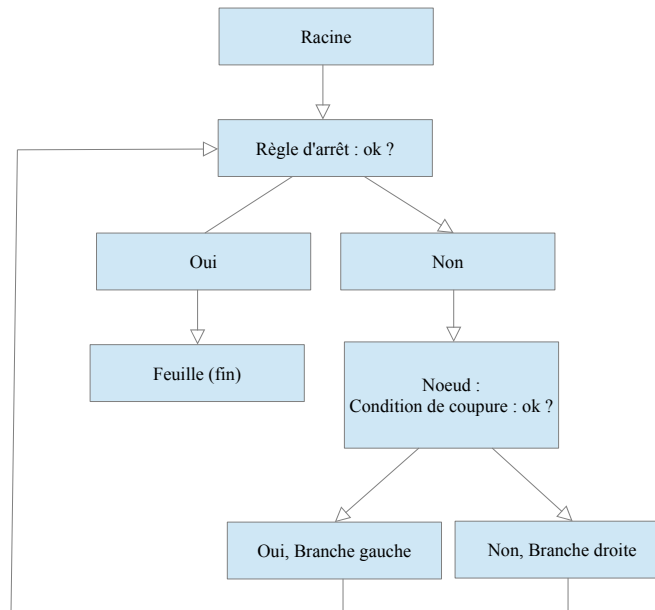 Racine
Règle d'arrêt : ok ?
Oui
Non
Feuille (fin)
Noeud :
Condition de coupure : ok ?
Oui, Branche gauche
Non, Branche droite